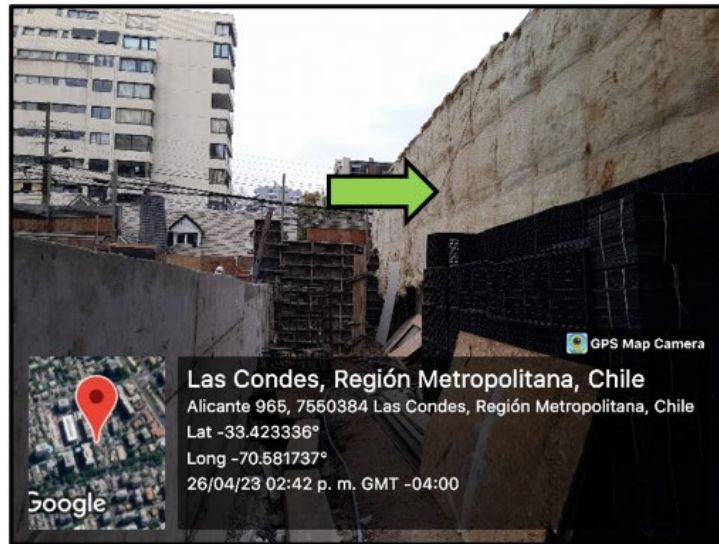 GPS Map Camera
Las Condes, Región Metropolitana, Chile
Alicante 965, 7550384 Las Condes, Región Metropolitana, Chile
Lat -33.423336°
Long -70.581737°
26/04/23 02:42 p. m. GMT -04:00
Google